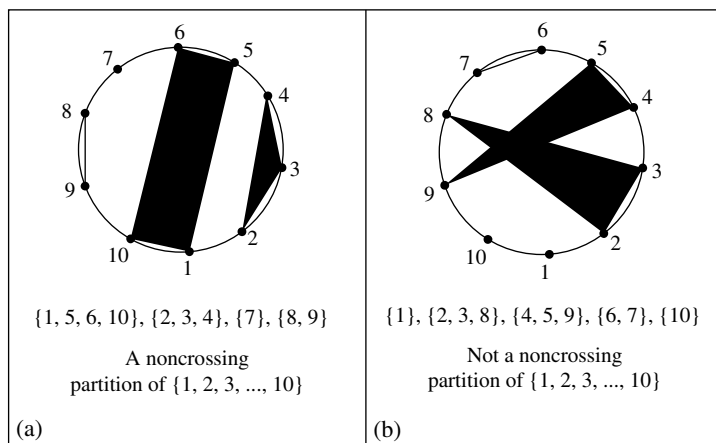 6
5
7
4
8
3
9
2
10
1
{1, 5, 6, 10}, {2, 3, 4}, {7}, {8, 9}
A noncrossing
partition of {1, 2, 3, ..., 10}
(a)
6
5
7
4
8
3
9
2
10
1
{1}, {2, 3, 8}, {4, 5, 9}, {6, 7}, {10}
Not a noncrossing
partition of {1, 2, 3, ..., 10}
(b)